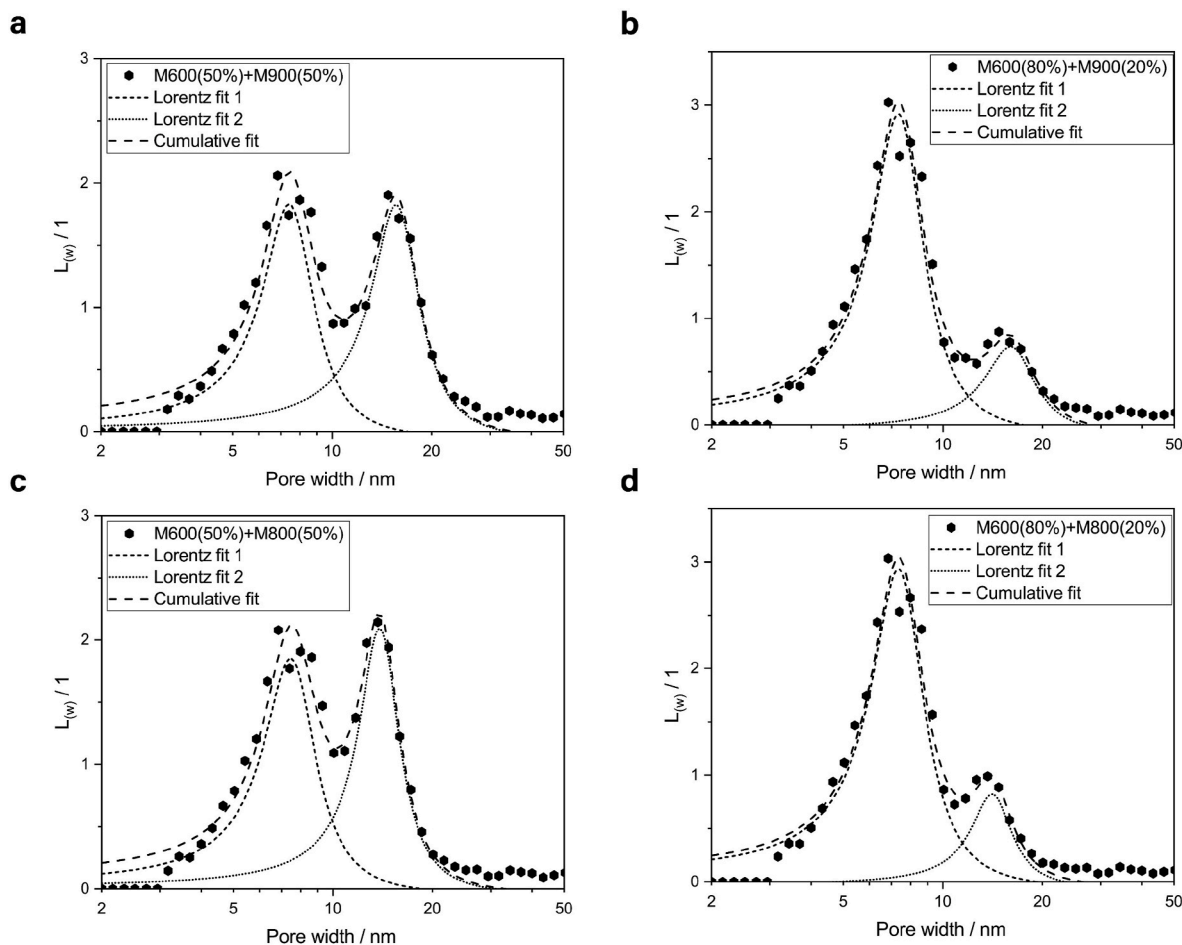 a
3
M600(50%)+M900(50%)
Lorentz fit 1
Lorentz fit 2
Cumulative fit
2
L(w) / 1
1
0
2 5 10 20 50
Pore width / nm
b
M600(80%)+M900(20%)
Lorentz fit 1
Lorentz fit 2
Cumulative fit
3
2
L(w) / 1
1
0
2 5 10 20 50
Pore width / nm
c
3
M600(50%)+M800(50%)
Lorentz fit 1
Lorentz fit 2
Cumulative fit
2
L(w) / 1
1
0
2 5 10 20 50
Pore width / nm
d
M600(80%)+M800(20%)
Lorentz fit 1
Lorentz fit 2
Cumulative fit
3
2
L(w) / 1
1
0
2 5 10 20 50
Pore width / nm